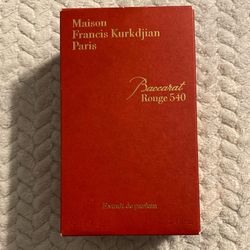 Maison
Francis Kurkdjian
Paris
Baccarat
Rouge 540
Extrait de parfum